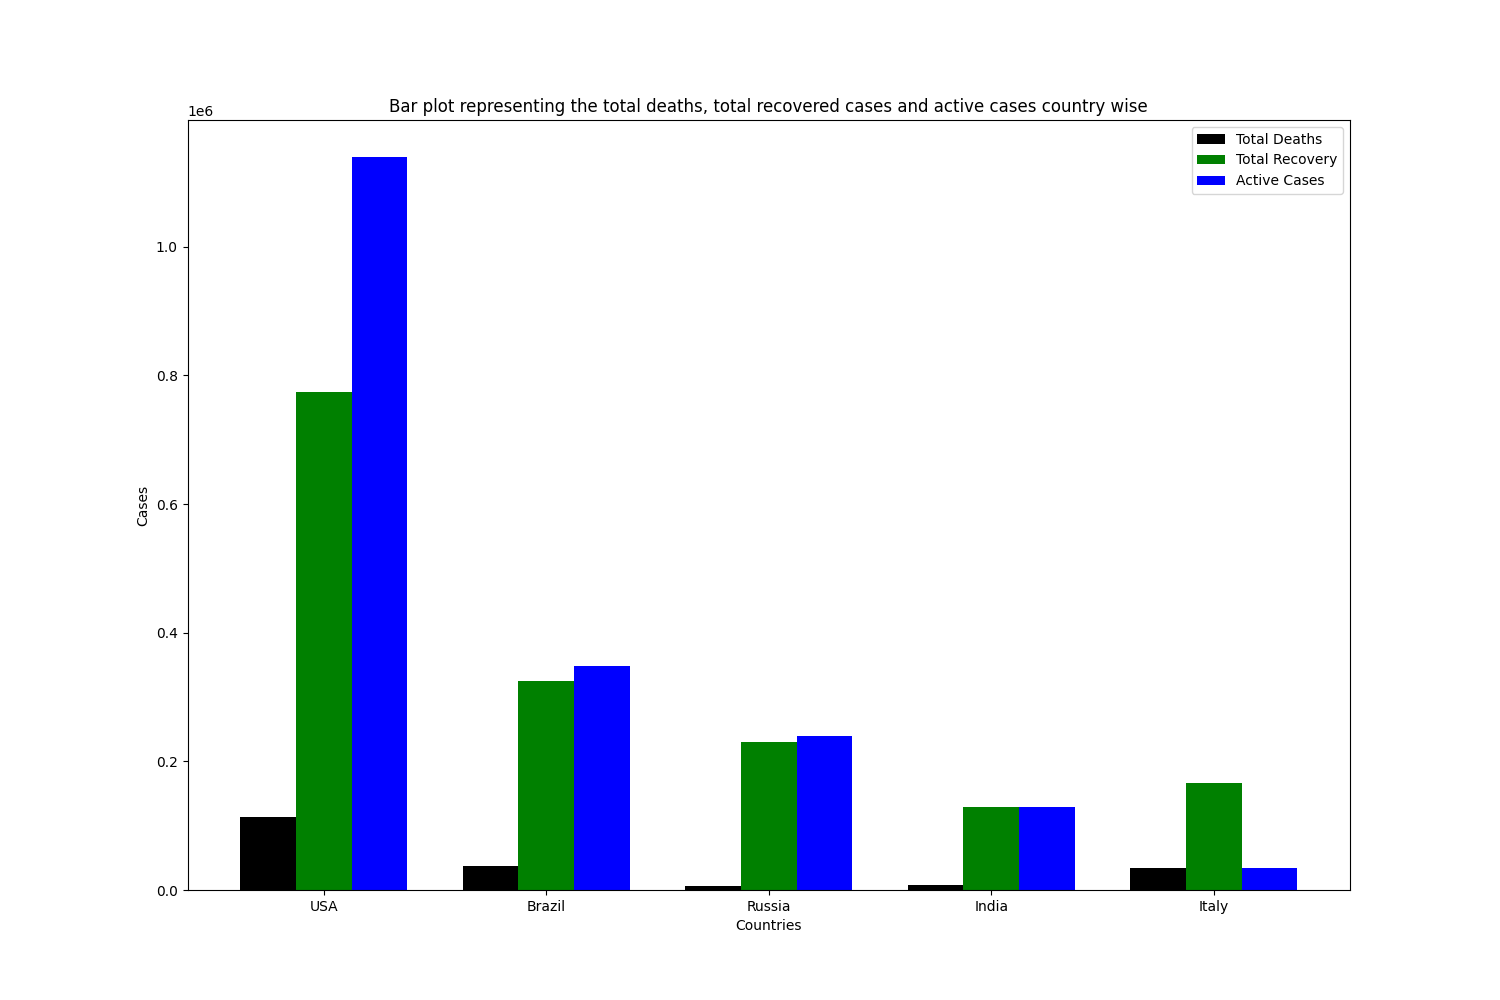 Bar plot representing the total deaths, total recovered cases and active cases country wise
1e6
Total Deaths
Total Recovery
Active Cases
1.0
0.8
0.6
0.4
0.2
0.0
Cases
USA Brazil Russia India Italy
Countries